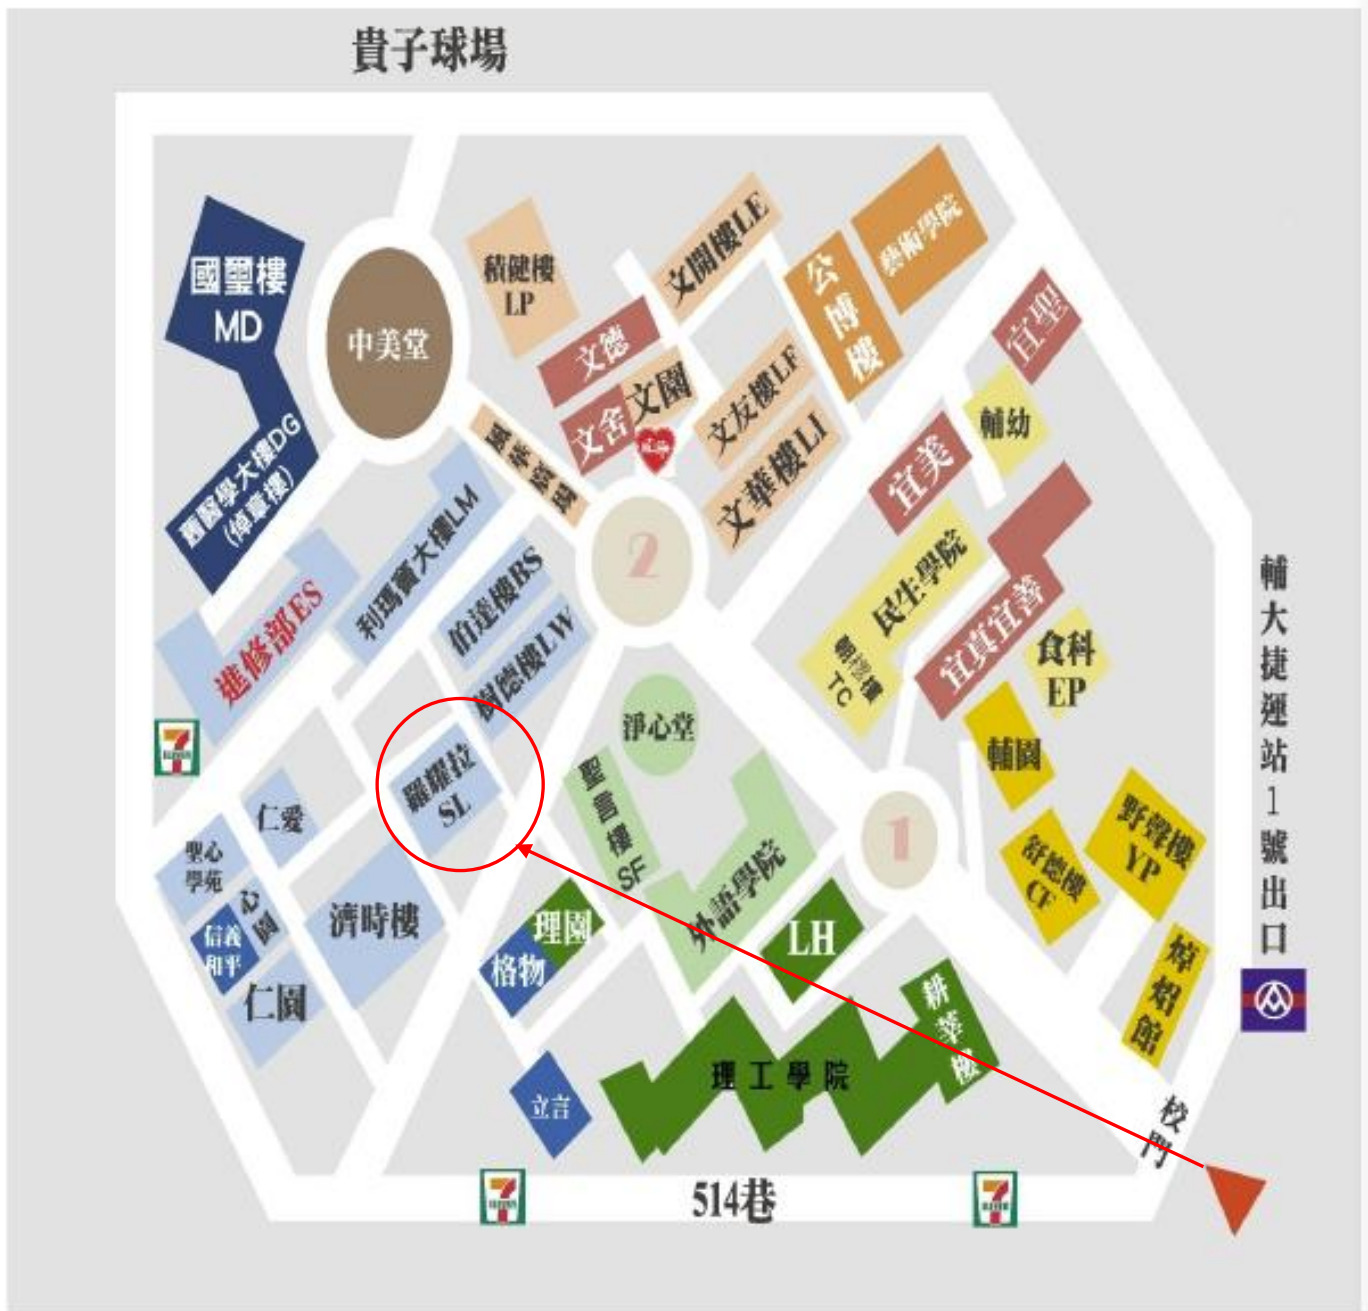 貴子球場
國璽樓
MD
中美堂
積健樓
LP
文開樓LE
公博樓
藝術學院
文德
文舍
文園
文友樓LF
文華樓LI
宜聖
輔幼
宜美
舊醫學大樓DG
(倬章樓)
進修部ES
利瑪竇大樓LM
伯達樓BS
樹德樓LW
2
民生學院
TC
宜真宜善
食科
EP
輔大捷運站1號出口
淨心堂
聖言樓SF
羅耀拉
SL
仁愛
聖心
學苑
心園
信義
和平
仁園
濟時樓
外語學院
1
輔園
舒德樓
CF
野聲樓
YP
焯炤館
理園
格物
LH
耕莘樓
理工學院
立言
校門
514巷
7
7
7